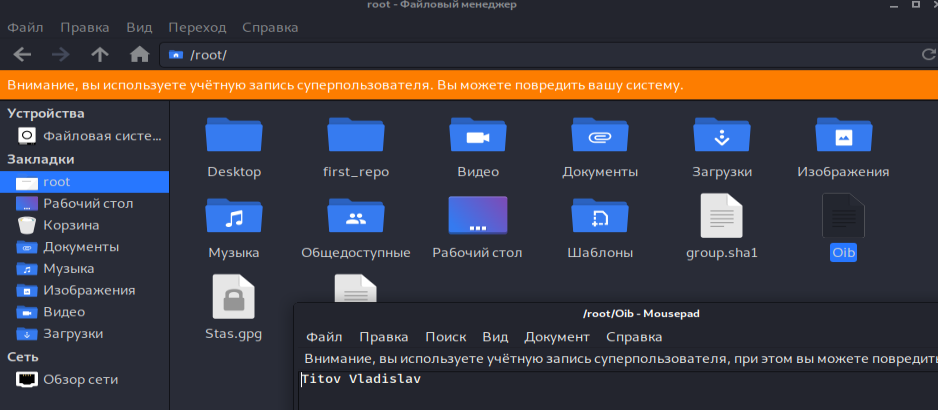 root - Файловый менеджер
Файл Правка Вид Переход Справка
/root/
Внимание, вы используете учётную запись суперпользователя. Вы можете повредить вашу систему.
Устройства
Файловая систе...
Закладки
root
Рабочий стол
Корзина
Документы
Музыка
Изображения
Видео
Загрузки
Сеть
Обзор сети
Desktop first_repo Видео Документы Загрузки Изображения
Музыка Общедоступные Рабочий стол Шаблоны group.sha1 Oib
Stas.gpg
/root/Oib - Mousepad
Файл Правка Поиск Вид Документ Справка
Внимание, вы используете учётную запись суперпользователя, при этом вы можете повредить
Titov Vladislav